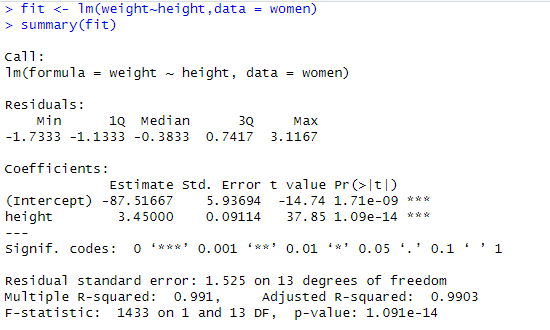 > fit <- lm(weight~height,data = women)
> summary(fit)
Call:
lm(formula = weight ~ height, data = women)
Residuals:
    Min      1Q  Median      3Q     Max
-1.7333 -1.1333 -0.3833  0.7417  3.1167
Coefficients:
             Estimate Std. Error t value Pr(>|t|)
(Intercept) -87.51667    5.93694  -14.74 1.71e-09 ***
height        3.45000    0.09114   37.85 1.09e-14 ***
---
Signif. codes:  0 ‘***’ 0.001 ‘**’ 0.01 ‘*’ 0.05 ‘.’ 0.1 ‘ ’ 1
Residual standard error: 1.525 on 13 degrees of freedom
Multiple R-squared:  0.991,     Adjusted R-squared:  0.9903
F-statistic:  1433 on 1 and 13 DF,  p-value: 1.091e-14